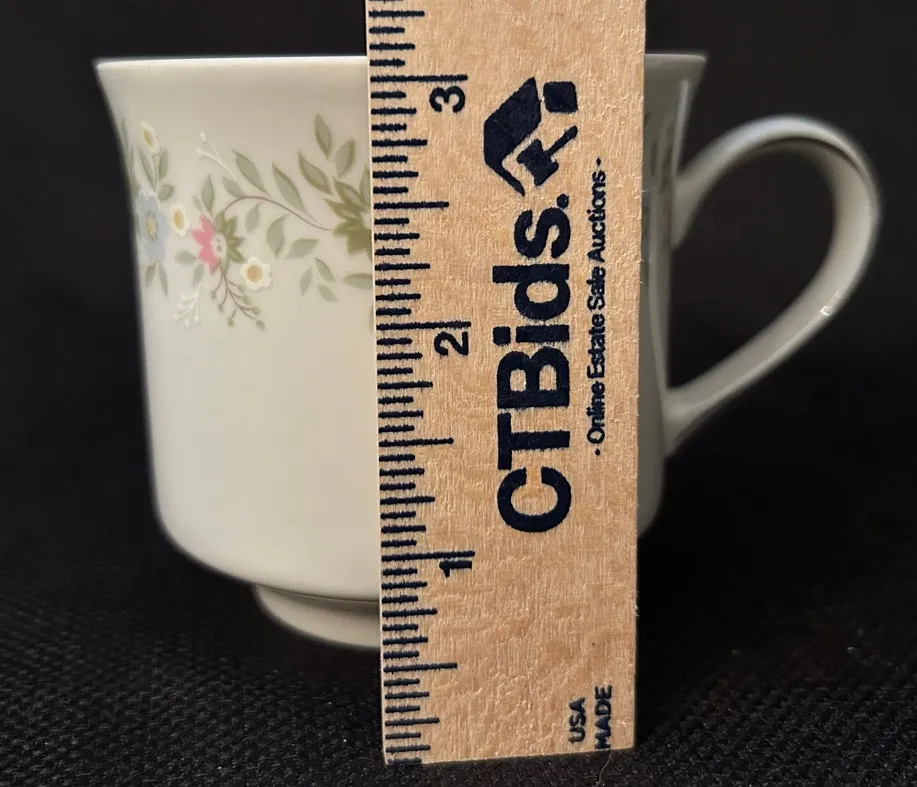 3
2
1
CTBids.
· Online Estate Sale Auctions ·
USA
MADE